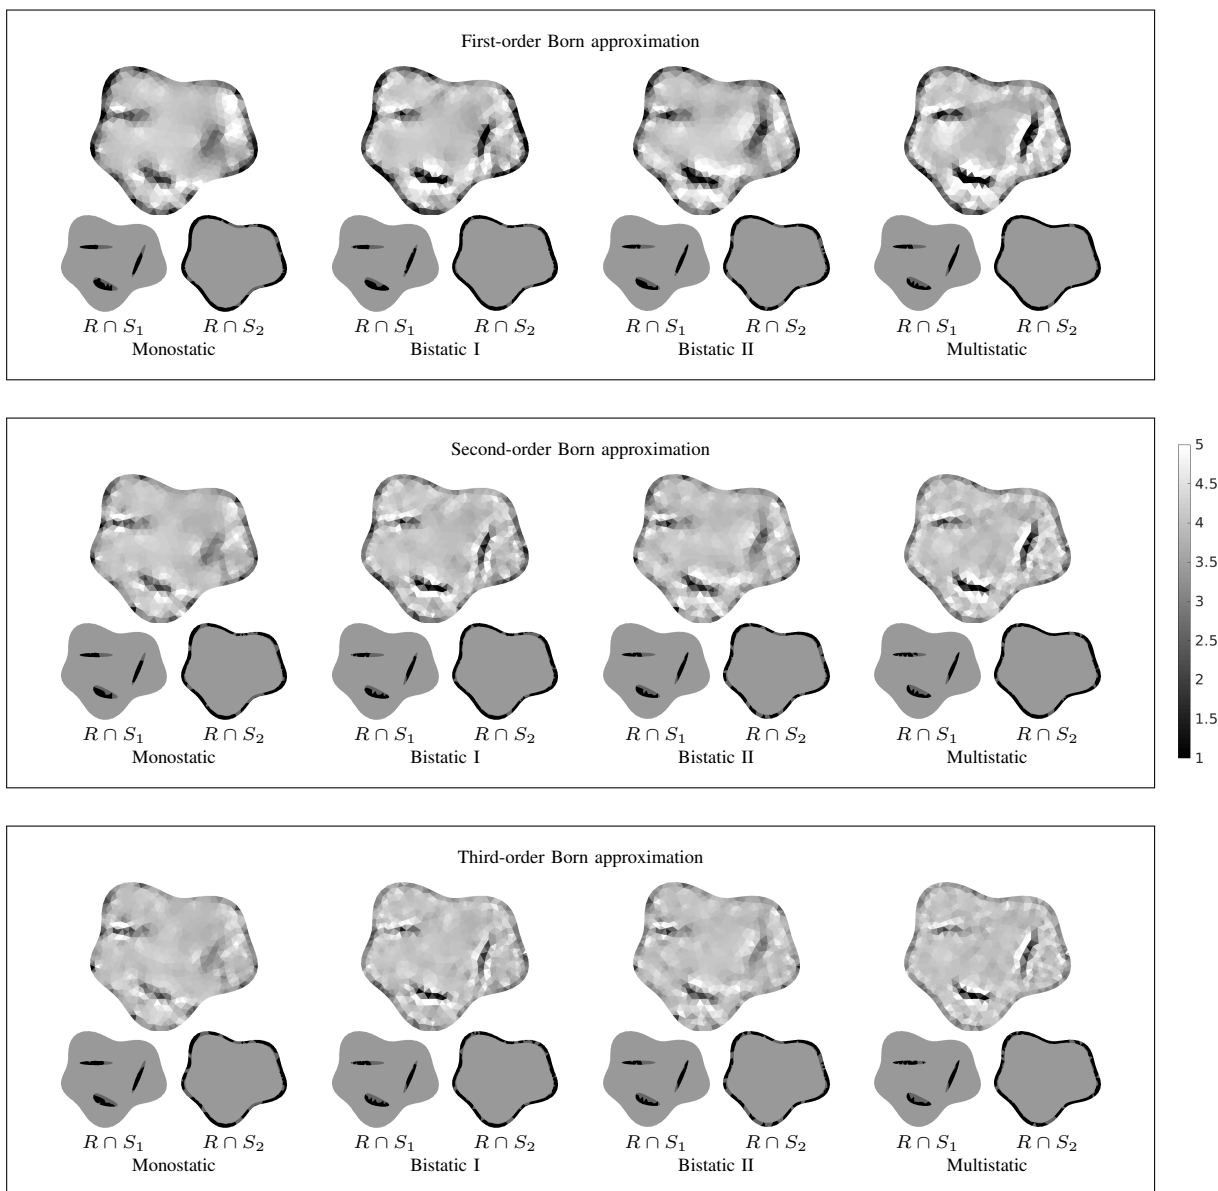 First-order Born approximation
R ∩ S₁ R ∩ S₂ R ∩ S₁ R ∩ S₂ R ∩ S₁ R ∩ S₂ R ∩ S₁ R ∩ S₂
Monostatic Bistatic I Bistatic II Multistatic
Second-order Born approximation
R ∩ S₁ R ∩ S₂ R ∩ S₁ R ∩ S₂ R ∩ S₁ R ∩ S₂ R ∩ S₁ R ∩ S₂
Monostatic Bistatic I Bistatic II Multistatic
5
4.5
4
3.5
3
2.5
2
1.5
1
Third-order Born approximation
R ∩ S₁ R ∩ S₂ R ∩ S₁ R ∩ S₂ R ∩ S₁ R ∩ S₂ R ∩ S₁ R ∩ S₂
Monostatic Bistatic I Bistatic II Multistatic